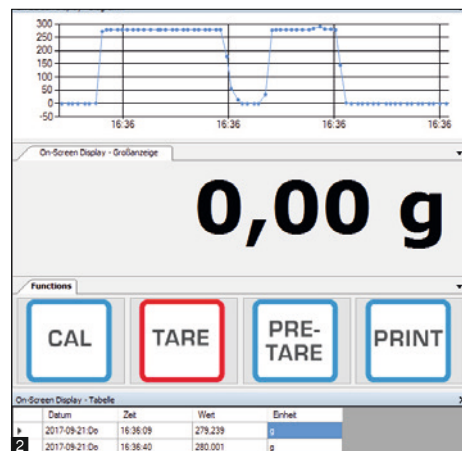 300
250
200
150
100
50
0
-50
16:36 16:36 16:36 16:36
On-Screen Display - Großanzeige
0,00 g
Functions
CAL TARE PRE-TARE PRINT
On-Screen Display - Tabelle
Datum Zeit Wert Einheit
2017-09-21:Do 16:36:09 279,239 g
2 2017-09-21:Do 16:36:40 280,001 g